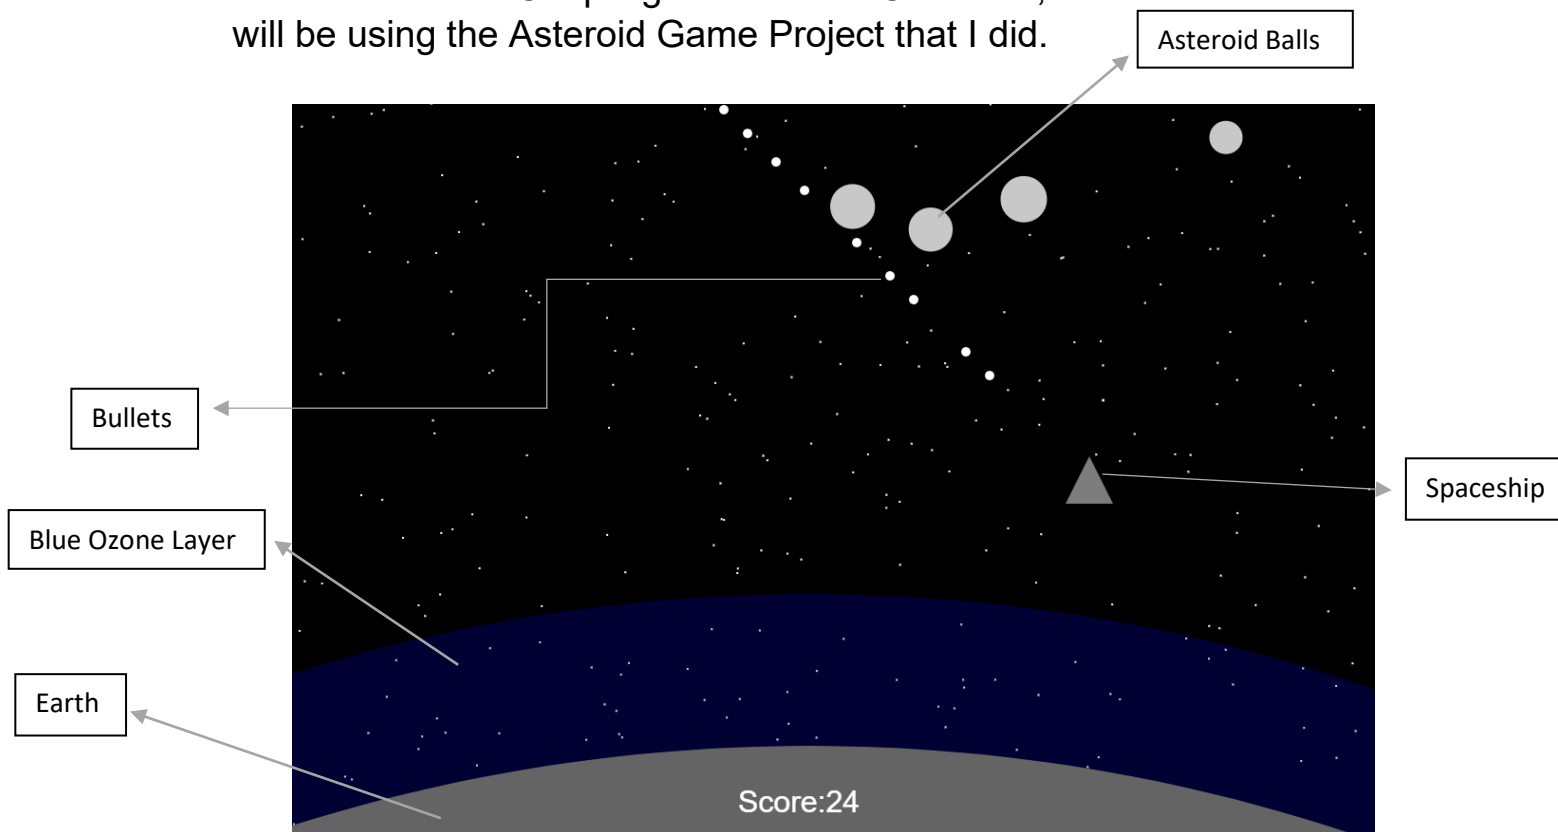 will be using the Asteroid Game Project that I did.
Asteroid Balls
Bullets
Spaceship
Blue Ozone Layer
Earth
Score:24